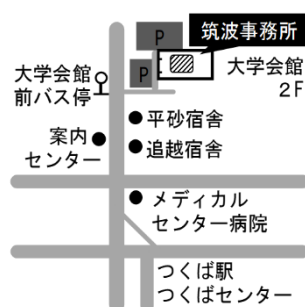 筑波事務所
P
P
大学会館
2F
大学会館
前バス停
平砂宿舎
案内
センター
追越宿舎
メディカル
センター病院
つくば駅
つくばセンター